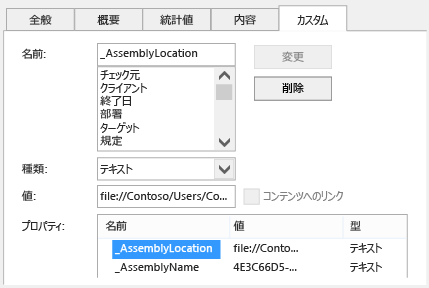 全般 概要 統計値 内容 カスタム
名前: _AssemblyLocation 変更
チェック元
クライアント 削除
終了日
部署
ターゲット
規定
種類: テキスト
値: file://Contoso/Users/Co... コンテンツへのリンク
プロパティ: 名前 値 型
_AssemblyLocation file://Conto... テキスト
_AssemblyName 4E3C66D5-... テキスト